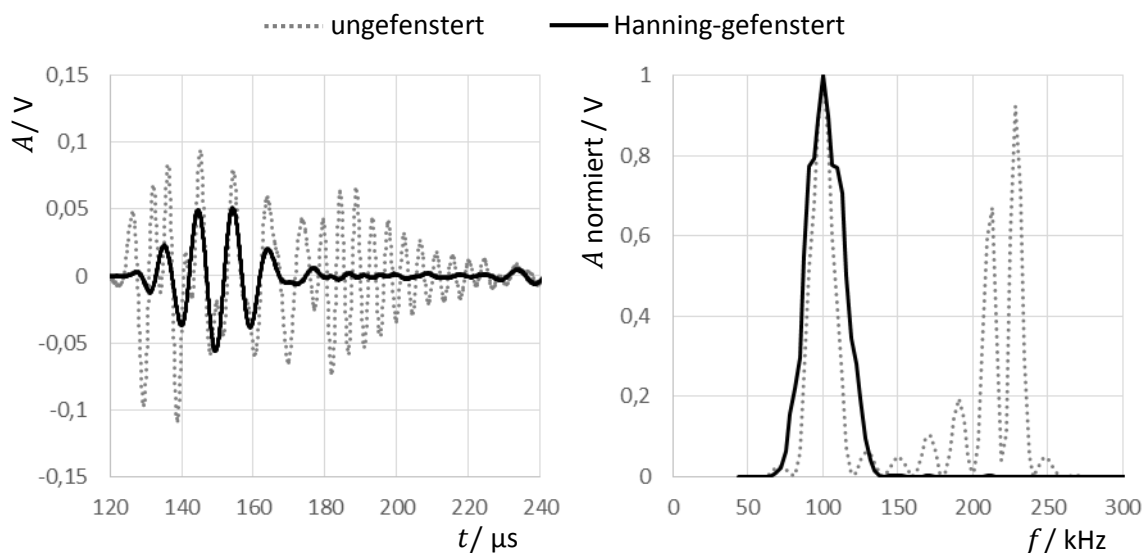 ungefenstert Hanning-gefenstert
A / V
0,15
0,1
0,05
0
-0,05
-0,1
-0,15
120 140 160 180 200 220 240
t / µs
A normiert / V
1
0,8
0,6
0,4
0,2
0
0 50 100 150 200 250 300
f / kHz